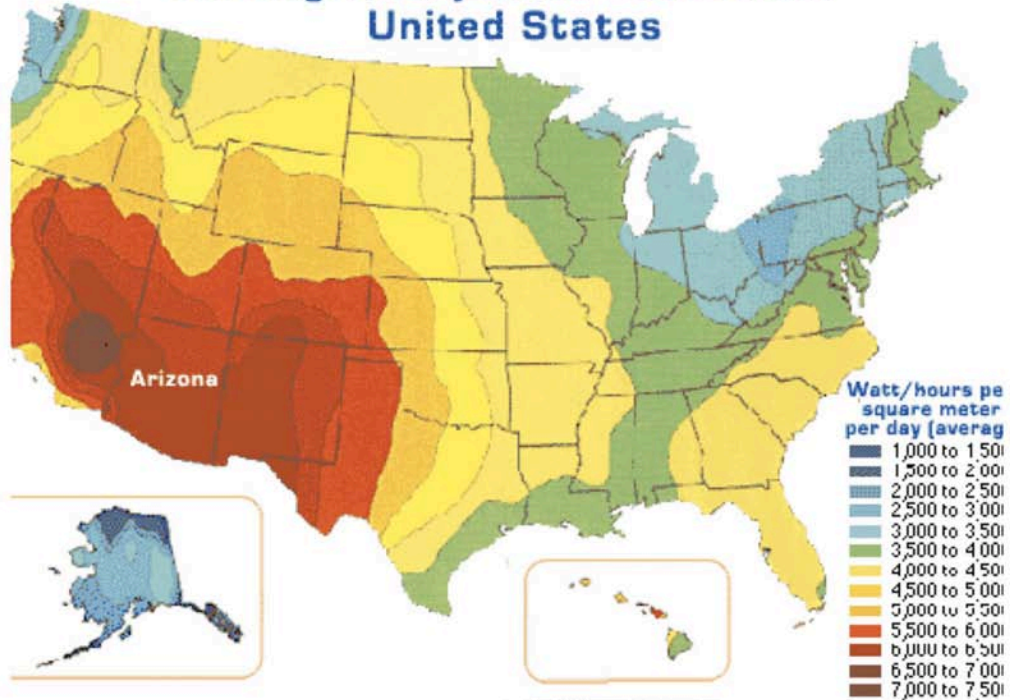 United States
Arizona
Watt/hours pe
square meter
per day (averag
1,000 to 1,50
1,500 to 2,00
2,000 to 2,50
2,500 to 3,00
3,000 to 3,50
3,500 to 4,00
4,000 to 4,50
4,500 to 5,00
5,000 to 5,50
5,500 to 6,00
6,000 to 6,50
6,500 to 7,00
7,000 to 7,50